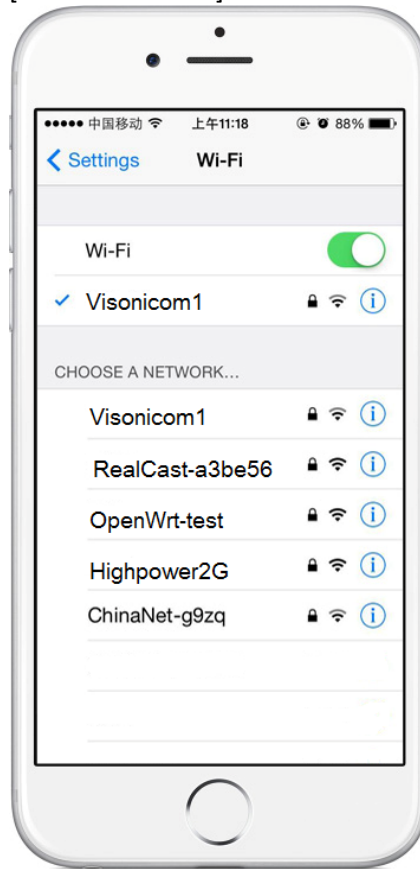 ●●●●● 中国移动 上午11:18 88%
Settings Wi-Fi
Wi-Fi
Visonicom1
CHOOSE A NETWORK...
Visonicom1
RealCast-a3be56
OpenWrt-test
Highpower2G
ChinaNet-g9zq